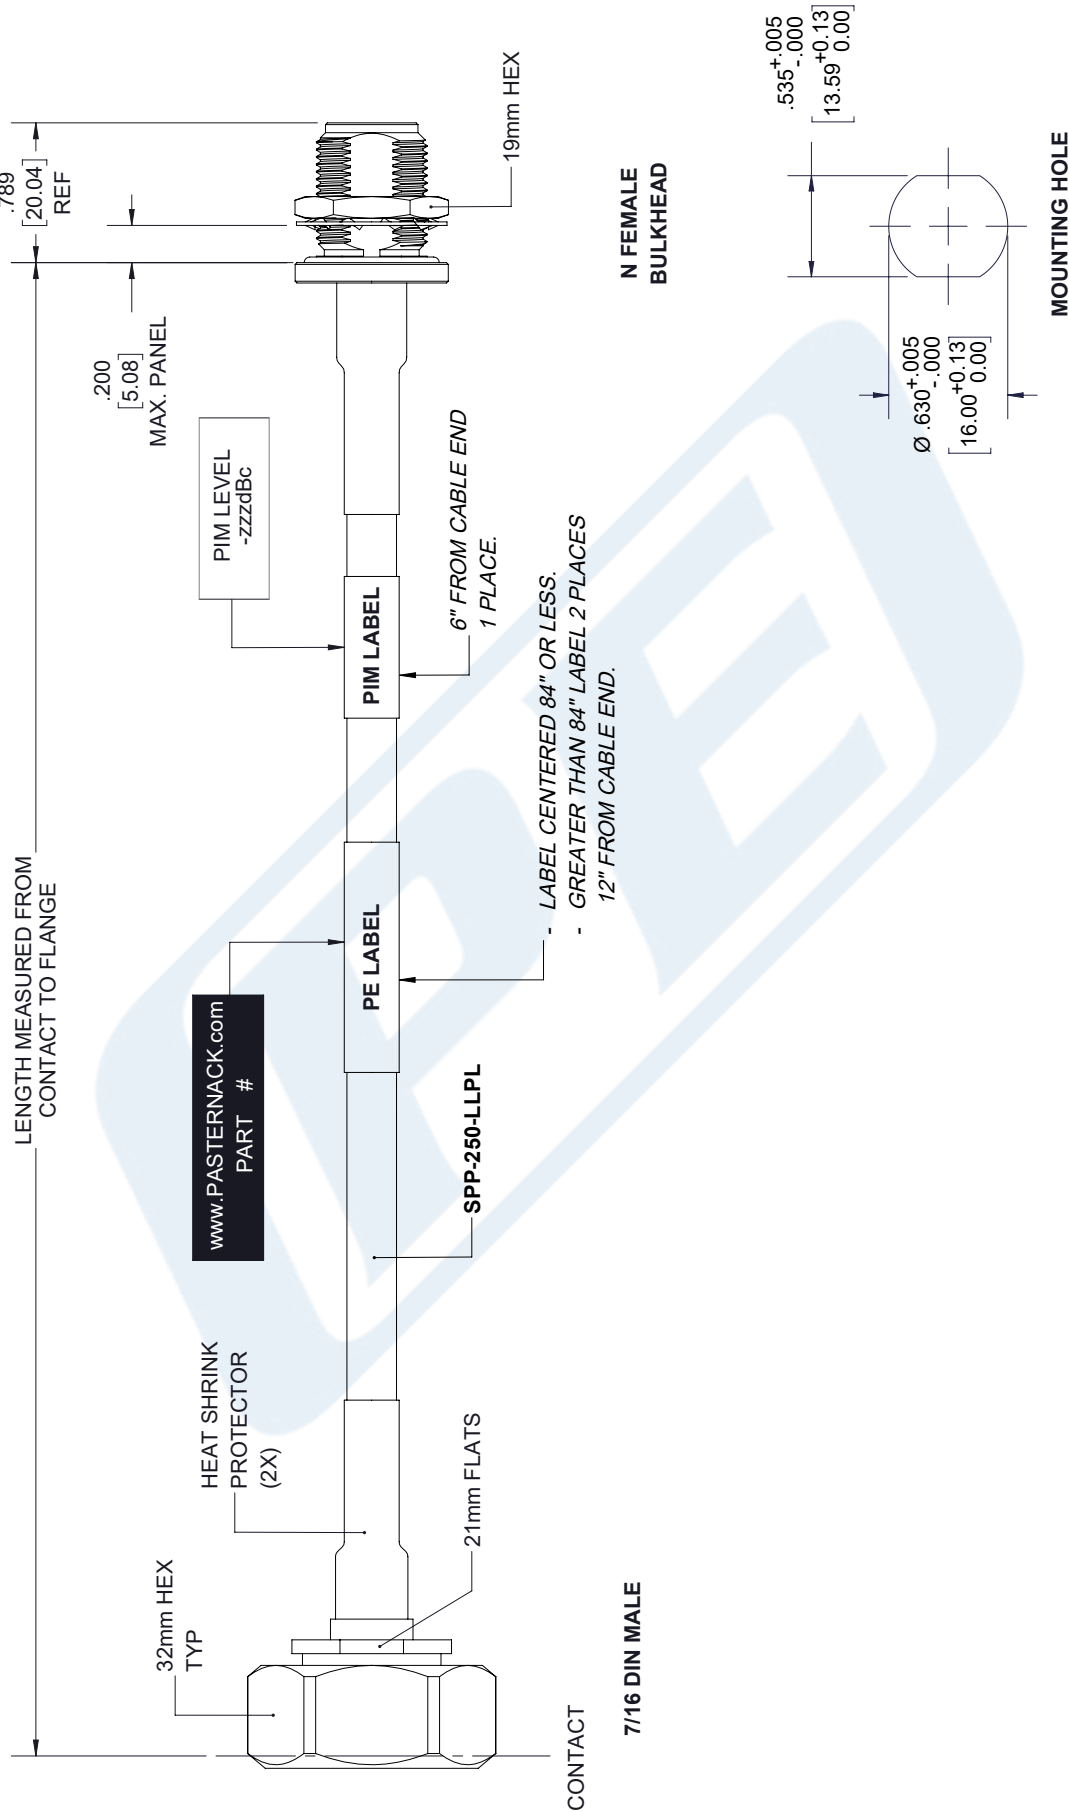 LENGTH MEASURED FROM
CONTACT TO FLANGE
.789
[20.04]
REF
.200
[5.08]
MAX. PANEL
32mm HEX
TYP
HEAT SHRINK
PROTECTOR
(2X)
www.PASTERNACK.com
PART #
PIM LEVEL
-zzzdBc
PE LABEL
PIM LABEL
19mm HEX
21mm FLATS
SPP-250-LLPL
6" FROM CABLE END
1 PLACE.
- LABEL CENTERED 84" OR LESS.
- GREATER THAN 84" LABEL 2 PLACES
12" FROM CABLE END.
CONTACT
7/16 DIN MALE
N FEMALE
BULKHEAD
.535 +.005
-.000
[13.59 +0.13
0.00]
Ø .630 +.005
-.000
[16.00 +0.13
0.00]
MOUNTING HOLE
PE